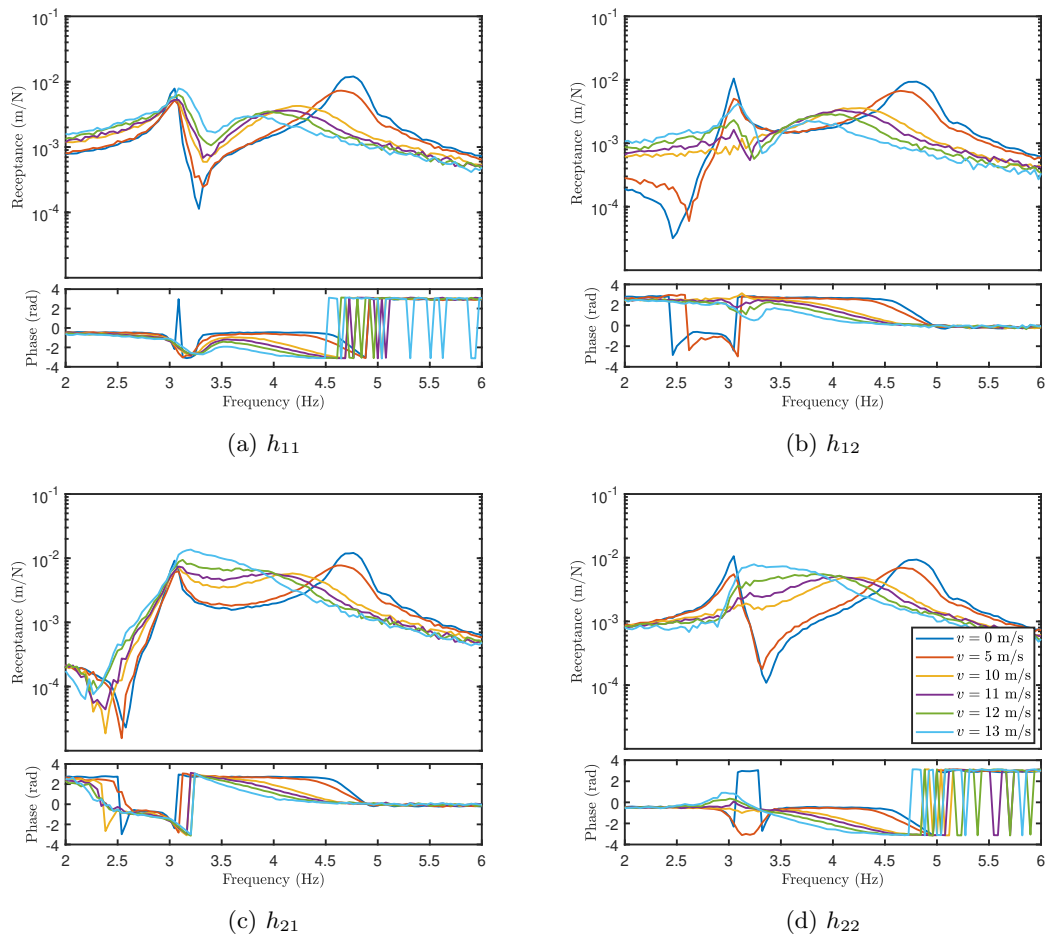 10^-1
10^-2
10^-3
10^-4
Receptance (m/N)
4
2
0
-2
-4
Phase (rad)
2 2.5 3 3.5 4 4.5 5 5.5 6
Frequency (Hz)
(a) h₁₁
10^-1
10^-2
10^-3
10^-4
Receptance (m/N)
4
2
0
-2
-4
Phase (rad)
2 2.5 3 3.5 4 4.5 5 5.5 6
Frequency (Hz)
(b) h₁₂
10^-1
10^-2
10^-3
10^-4
Receptance (m/N)
4
2
0
-2
-4
Phase (rad)
2 2.5 3 3.5 4 4.5 5 5.5 6
Frequency (Hz)
(c) h₂₁
10^-1
10^-2
10^-3
10^-4
Receptance (m/N)
v = 0 m/s
v = 5 m/s
v = 10 m/s
v = 11 m/s
v = 12 m/s
v = 13 m/s
4
2
0
-2
-4
Phase (rad)
2 2.5 3 3.5 4 4.5 5 5.5 6
Frequency (Hz)
(d) h₂₂